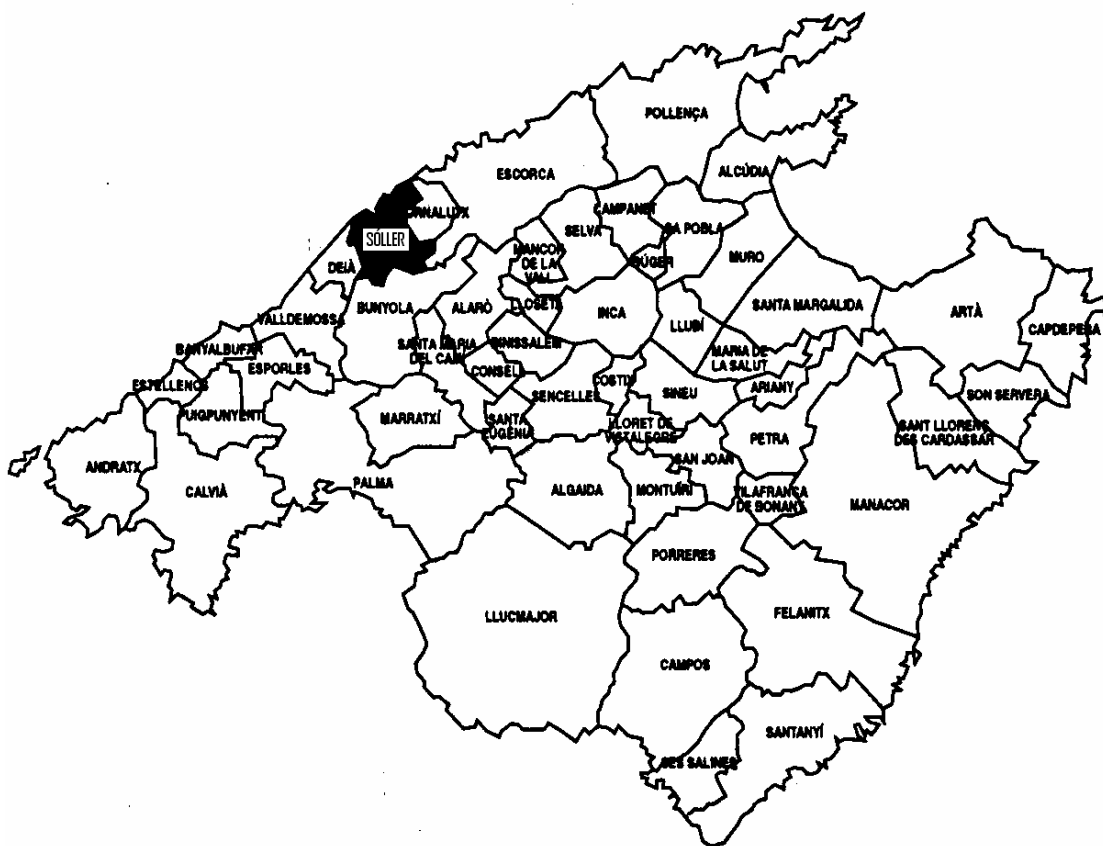 POLLENÇA
ALCÚDIA
ESCORCA
CAMPANET
ORNALUTX
SELVA
SA POBLA
SÓLLER
MANCOR
DE LA
VALL
BÚGER
MURO
DEIÀ
BUNYOLA
ALARÒ
LLOSETA
INCA
LLUBÍ
SANTA MARGALIDA
ARTÀ
CAPDEPERA
VALLDEMOSSA
SANTA MARIA
DEL CAMÍ
BINISSALEM
BANYALBUFAR
ESPORLES
CONSELL
MARIA DE
LA SALUT
ESTELLENCS
COSTITX
SINEU
ARIANY
SON SERVERA
PUIGPUNYENT
SENCELLES
MARRATXÍ
SANTA
EUGÈNIA
LLORET DE
VISTALEGRE
PETRA
SANT LLORENÇ
DES CARDASSAR
SAN JOAN
ANDRATX
CALVIÀ
PALMA
ALGAIDA
MONTUÏRI
VILAFRANCA
DE BONANY
MANACOR
PORRERES
LLUCMAJOR
FELANITX
CAMPOS
SANTANYÍ
SES SALINES